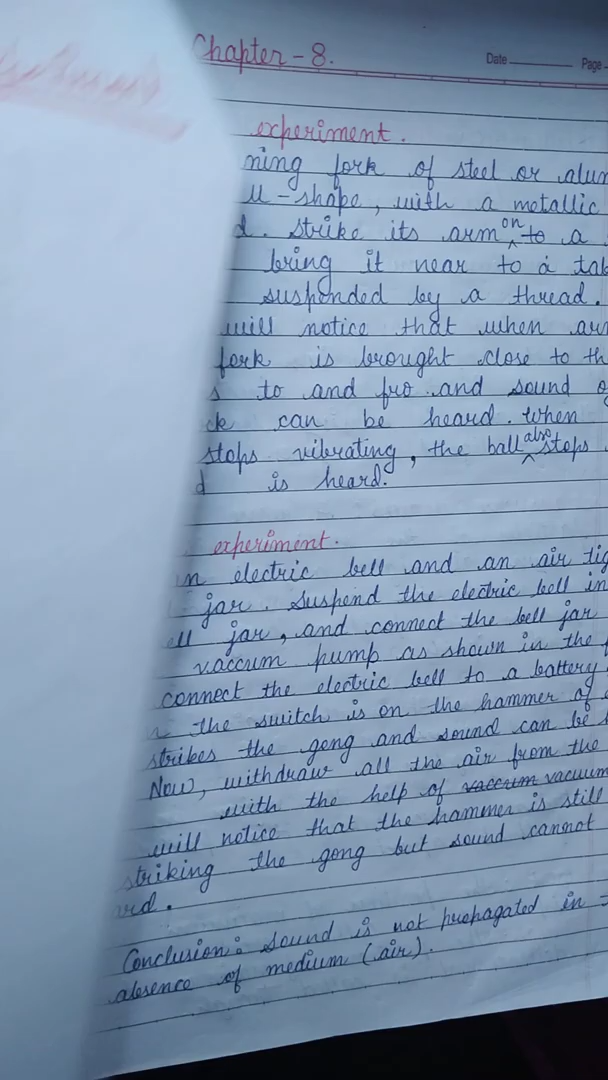 Chapter - 8.
Date Page
experiment.
ning fork of steel or alum
u-shape, with a metallic
d. strike its arm on to a
bring it near to a tab
suspended by a thread.
will notice that when arm
fork is brought close to th
s to and fro and sound o
ck can be heard. when
stops vibrating, the ball also stops
d is heard.
experiment.
n electric bell and an air tig
jar. Suspend the electric bell in
ell jar, and connect the bell jar
vaccum pump as shown in the f
connect the electric bell to a battery
the switch is on the hammer of
strikes the gong and sound can be h
Now, withdraw all the air from the
with the help of vaccum vacuum
will notice that the hammer is still
striking the gong but sound cannot
ard.
Conclusion: Sound is not propagated in
absence of medium (air).